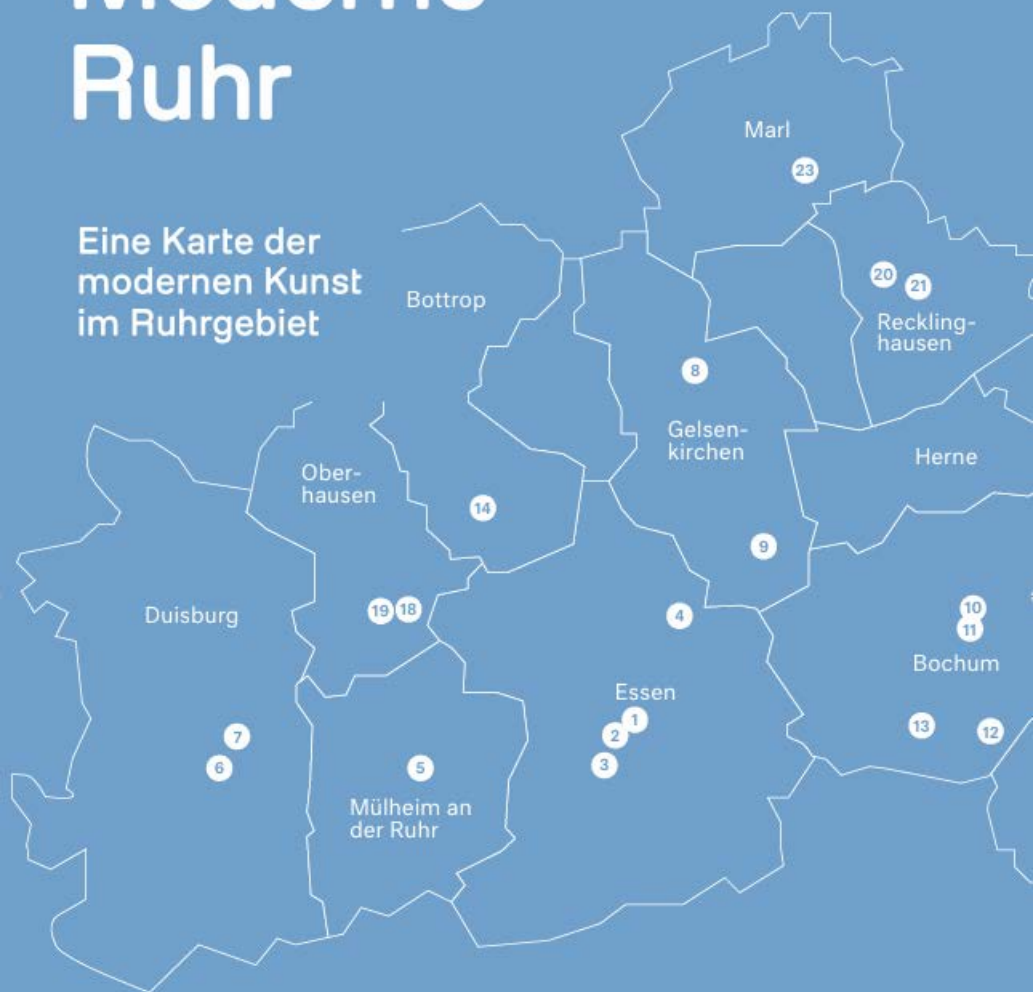 Moderne
Ruhr
Eine Karte der
modernen Kunst
im Ruhrgebiet
Marl
23
Bottrop
20
21
Reckling-
hausen
8
Gelsen-
kirchen
Herne
Ober-
hausen
14
9
Duisburg
19
18
4
10
11
Bochum
Essen
1
2
3
13
12
7
6
5
Mülheim an
der Ruhr